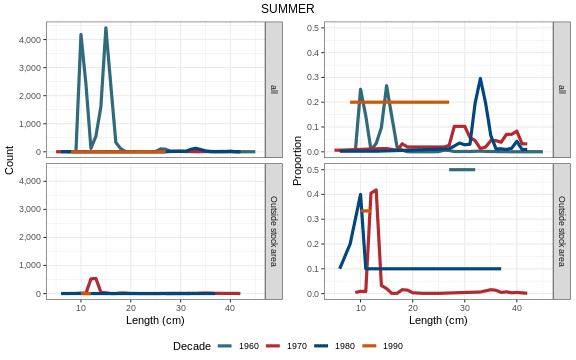 SUMMER
Count
4,000
3,000
2,000
1,000
0
all
4,000
3,000
2,000
1,000
0
Outside stock area
10 20 30 40
Length (cm)
Proportion
0.5
0.4
0.3
0.2
0.1
0.0
all
0.5
0.4
0.3
0.2
0.1
0.0
Outside stock area
10 20 30 40
Length (cm)
Decade 1960 1970 1980 1990